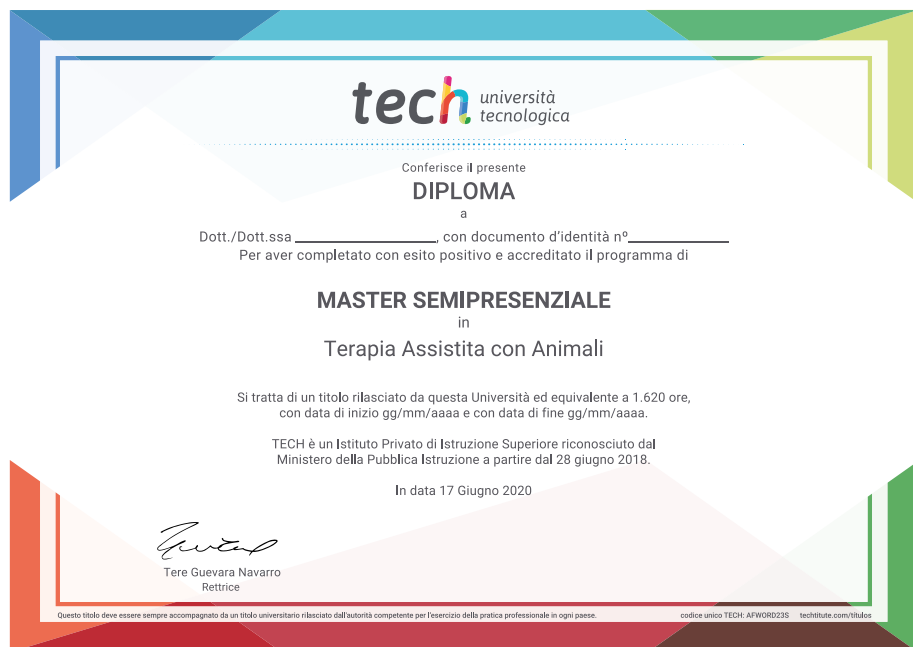 tech università
tecnologica
Conferisce il presente
DIPLOMA
a
Dott./Dott.ssa ____________________, con documento d'identità nº______________
Per aver completato con esito positivo e accreditato il programma di
MASTER SEMIPRESENZIALE
in
Terapia Assistita con Animali
Si tratta di un titolo rilasciato da questa Università ed equivalente a 1.620 ore,
con data di inizio gg/mm/aaaa e con data di fine gg/mm/aaaa.
TECH è un Istituto Privato di Istruzione Superiore riconosciuto dal
Ministero della Pubblica Istruzione a partire dal 28 giugno 2018.
In data 17 Giugno 2020
Tere Guevara Navarro
Rettrice
Questo titolo deve essere sempre accompagnato da un titolo universitario rilasciato dall'autorità competente per l'esercizio della pratica professionale in ogni paese. codice unico TECH: AFWORD23S techtitute.com/titulos